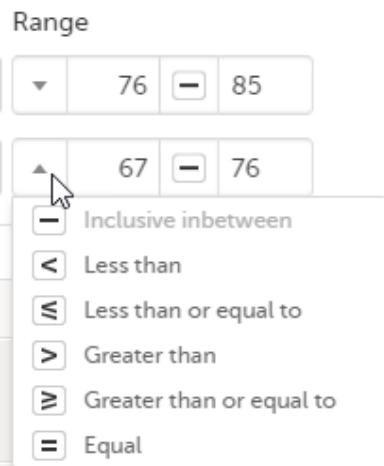 Range
76 – 85
67 – 76
– Inclusive inbetween
< Less than
≤ Less than or equal to
> Greater than
≥ Greater than or equal to
= Equal